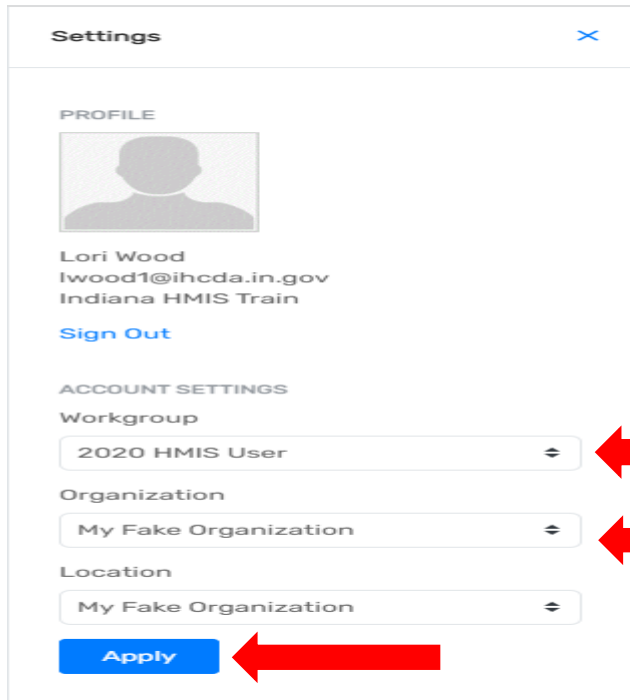 Settings
PROFILE
Lori Wood
lwood1@ihcda.in.gov
Indiana HMIS Train
Sign Out
ACCOUNT SETTINGS
Workgroup
2020 HMIS User
Organization
My Fake Organization
Location
My Fake Organization
Apply